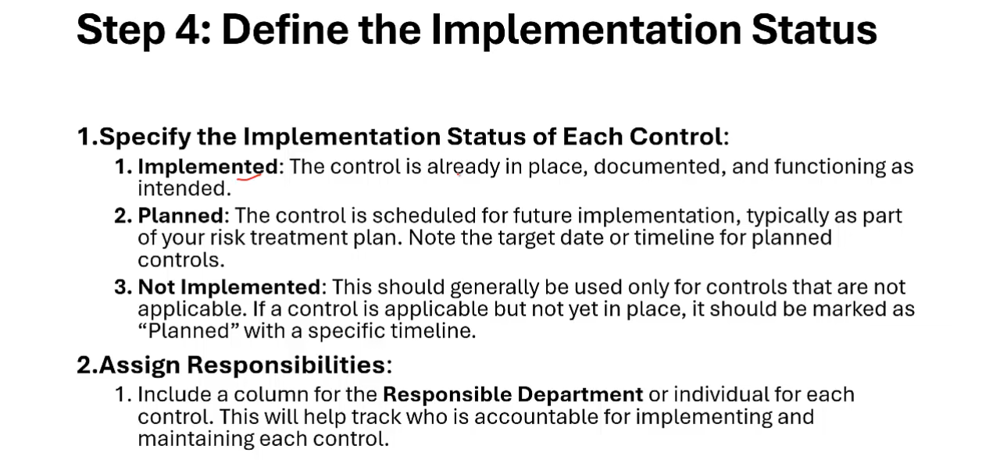 Step 4: Define the Implementation Status
1.Specify the Implementation Status of Each Control:
1. Implemented: The control is already in place, documented, and functioning as
intended.
2. Planned: The control is scheduled for future implementation, typically as part
of your risk treatment plan. Note the target date or timeline for planned
controls.
3. Not Implemented: This should generally be used only for controls that are not
applicable. If a control is applicable but not yet in place, it should be marked as
“Planned” with a specific timeline.
2.Assign Responsibilities:
1. Include a column for the Responsible Department or individual for each
control. This will help track who is accountable for implementing and
maintaining each control.